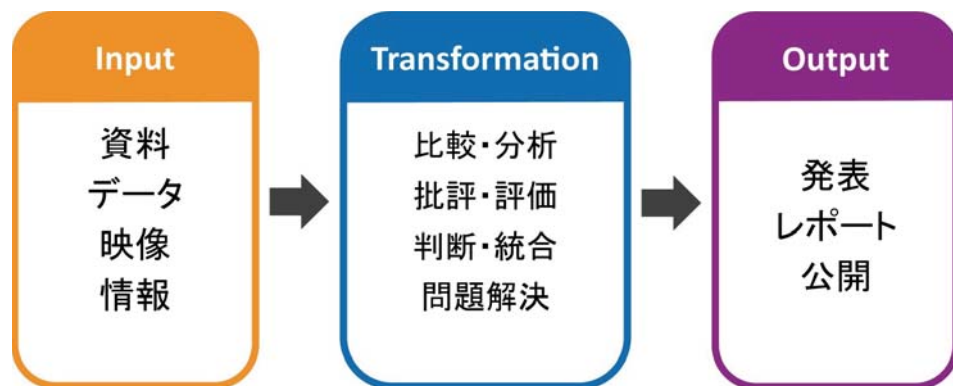 Input
資料
データ
映像
情報
Transformation
比較・分析
批評・評価
判断・統合
問題解決
Output
発表
レポート
公開